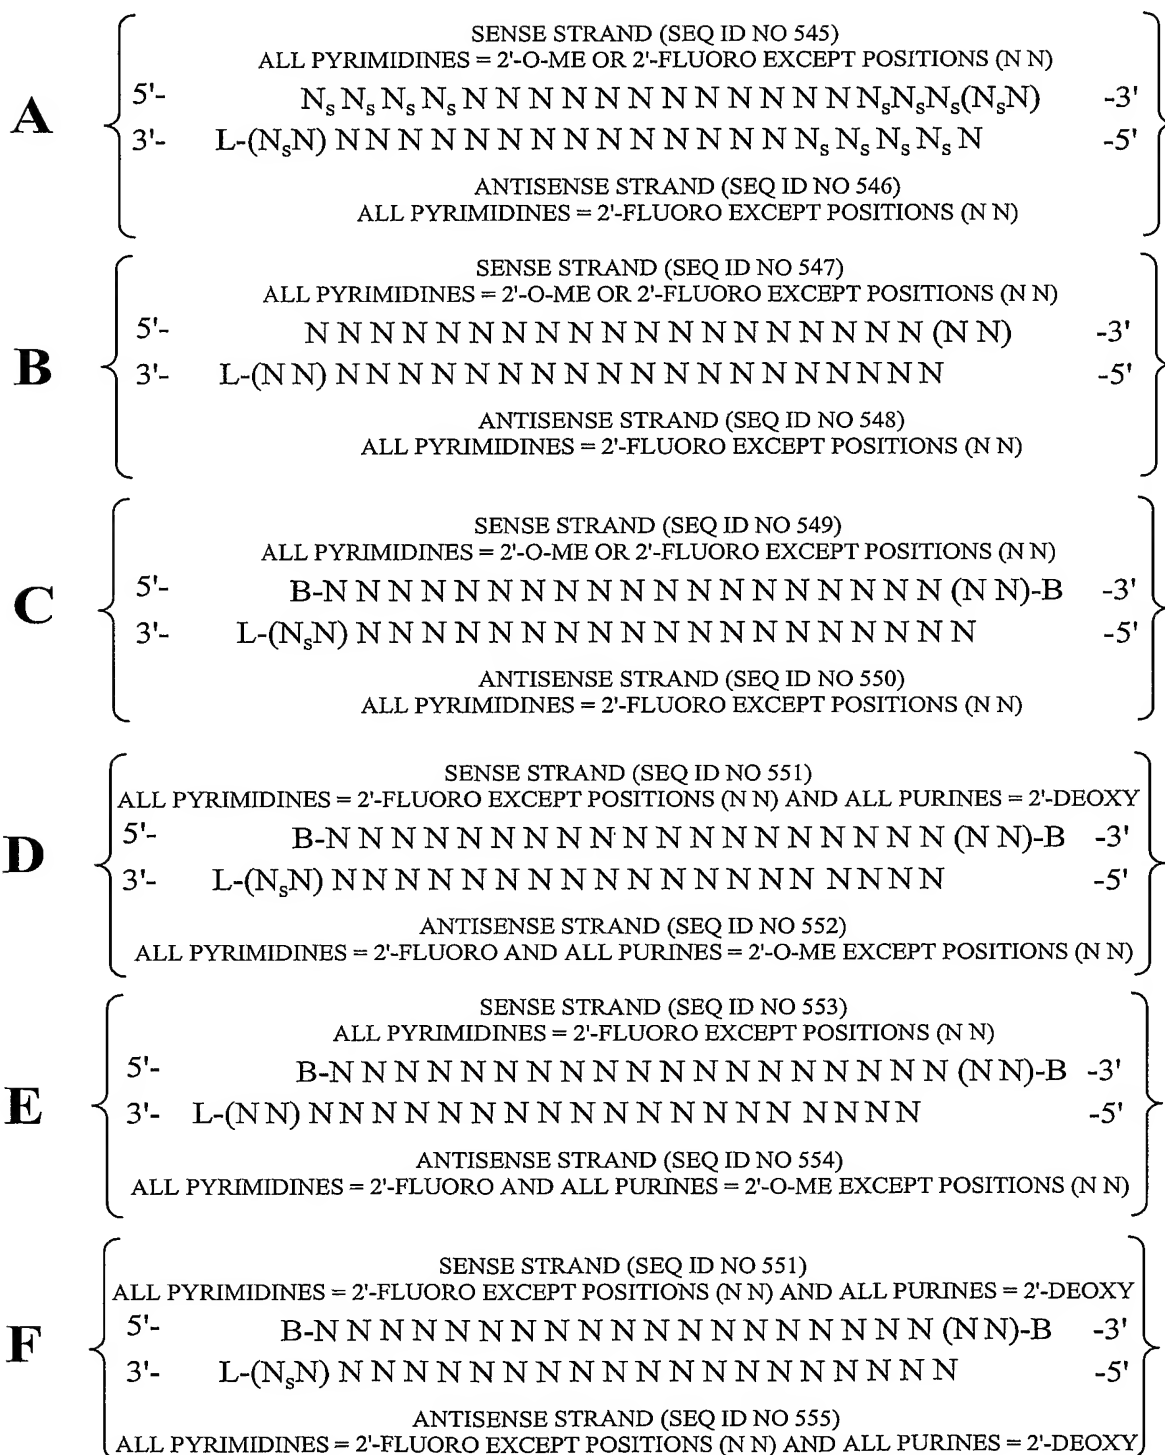 A
SENSE STRAND (SEQ ID NO 545)
ALL PYRIMIDINES = 2'-O-ME OR 2'-FLUORO EXCEPT POSITIONS (N N)
5'- NsNsNsNsN N N N N N N N N N N N NsNsNs(NsN) -3'
3'- L-(NsN) N N N N N N N N N N N N N N NsNsNsNsN -5'
ANTISENSE STRAND (SEQ ID NO 546)
ALL PYRIMIDINES = 2'-FLUORO EXCEPT POSITIONS (N N)
B
SENSE STRAND (SEQ ID NO 547)
ALL PYRIMIDINES = 2'-O-ME OR 2'-FLUORO EXCEPT POSITIONS (N N)
5'- N N N N N N N N N N N N N N N N N N N (N N) -3'
3'- L-(N N) N N N N N N N N N N N N N N N N N N N -5'
ANTISENSE STRAND (SEQ ID NO 548)
ALL PYRIMIDINES = 2'-FLUORO EXCEPT POSITIONS (N N)
C
SENSE STRAND (SEQ ID NO 549)
ALL PYRIMIDINES = 2'-O-ME OR 2'-FLUORO EXCEPT POSITIONS (N N)
5'- B-N N N N N N N N N N N N N N N N N N N (N N)-B -3'
3'- L-(NsN) N N N N N N N N N N N N N N N N N N N -5'
ANTISENSE STRAND (SEQ ID NO 550)
ALL PYRIMIDINES = 2'-FLUORO EXCEPT POSITIONS (N N)
D
SENSE STRAND (SEQ ID NO 551)
ALL PYRIMIDINES = 2'-FLUORO EXCEPT POSITIONS (N N) AND ALL PURINES = 2'-DEOXY
5'- B-N N N N N N N N N N N N N N N N N N N (N N)-B -3'
3'- L-(NsN) N N N N N N N N N N N N N N N N N N N -5'
ANTISENSE STRAND (SEQ ID NO 552)
ALL PYRIMIDINES = 2'-FLUORO AND ALL PURINES = 2'-O-ME EXCEPT POSITIONS (N N)
E
SENSE STRAND (SEQ ID NO 553)
ALL PYRIMIDINES = 2'-FLUORO EXCEPT POSITIONS (N N)
5'- B-N N N N N N N N N N N N N N N N N N N (N N)-B -3'
3'- L-(N N) N N N N N N N N N N N N N N N N N N N -5'
ANTISENSE STRAND (SEQ ID NO 554)
ALL PYRIMIDINES = 2'-FLUORO AND ALL PURINES = 2'-O-ME EXCEPT POSITIONS (N N)
F
SENSE STRAND (SEQ ID NO 551)
ALL PYRIMIDINES = 2'-FLUORO EXCEPT POSITIONS (N N) AND ALL PURINES = 2'-DEOXY
5'- B-N N N N N N N N N N N N N N N N N N N (N N)-B -3'
3'- L-(NsN) N N N N N N N N N N N N N N N N N N N -5'
ANTISENSE STRAND (SEQ ID NO 555)
ALL PYRIMIDINES = 2'-FLUORO EXCEPT POSITIONS (N N) AND ALL PURINES = 2'-DEOXY